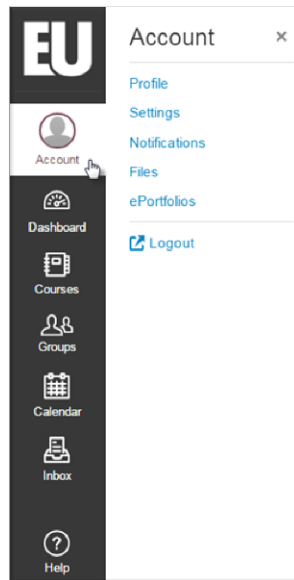 EU
Account
Dashboard
Courses
Groups
Calendar
Inbox
?
Help
Account ×
Profile
Settings
Notifications
Files
ePortfolios
Logout